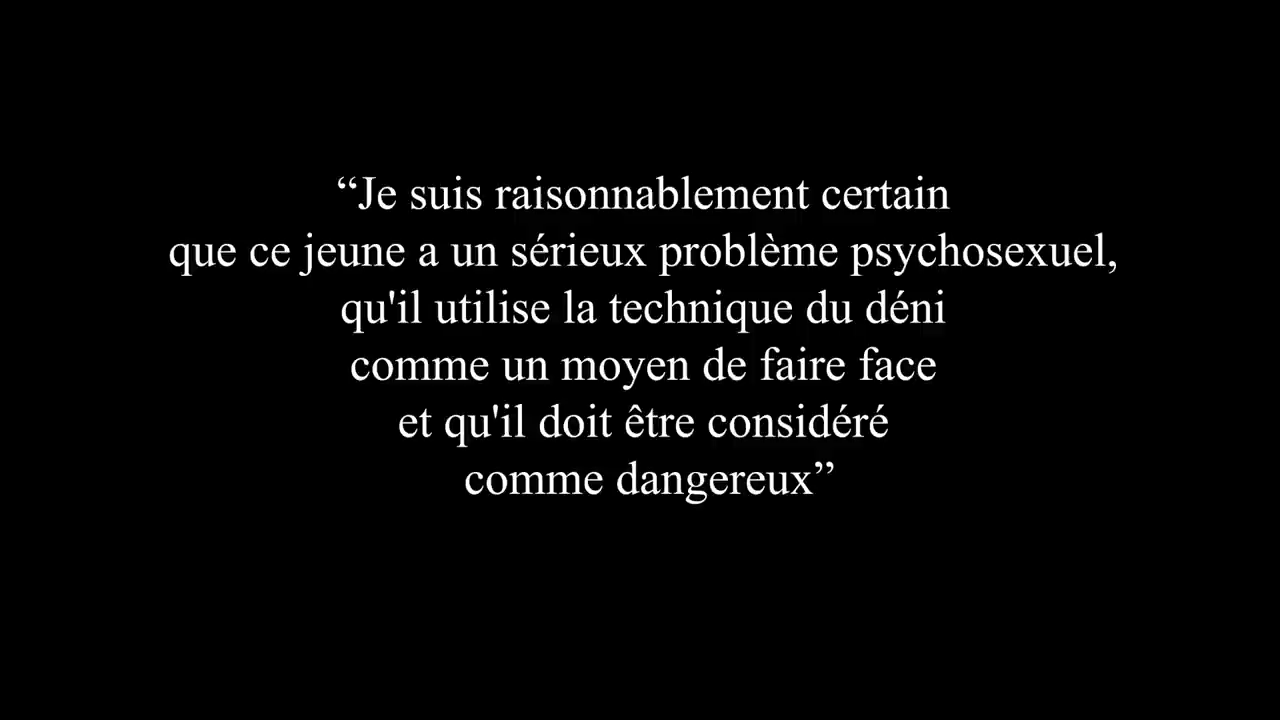 “Je suis raisonnablement certain
que ce jeune a un sérieux problème psychosexuel,
qu'il utilise la technique du déni
comme un moyen de faire face
et qu'il doit être considéré
comme dangereux”